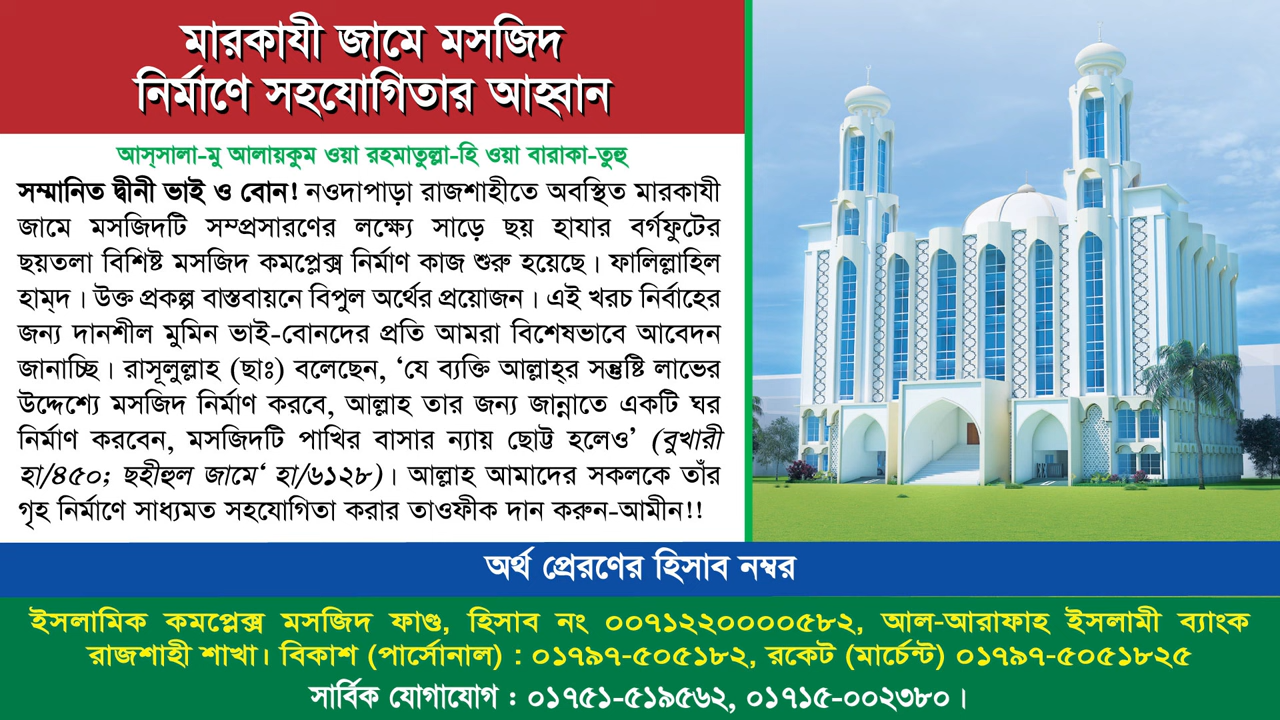 মারকাযী জামে মসজিদ
নির্মাণে সহযোগিতার আহ্বান
আস্সালা-মু আলায়কুম ওয়া রহমাতুল্লা-হি ওয়া বারাকা-তুহু
সম্মানিত দ্বীনী ভাই ও বোন! নওদাপাড়া রাজশাহীতে অবস্থিত মারকাযী
জামে মসজিদটি সম্প্রসারণের লক্ষ্যে সাড়ে ছয় হাযার বর্গফুটের
ছয়তলা বিশিষ্ট মসজিদ কমপ্লেক্স নির্মাণ কাজ শুরু হয়েছে। ফালিল্লাহিল
হাম্দ। উক্ত প্রকল্প বাস্তবায়নে বিপুল অর্থের প্রয়োজন। এই খরচ নির্বাহের
জন্য দানশীল মুমিন ভাই-বোনদের প্রতি আমরা বিশেষভাবে আবেদন
জানাচ্ছি। রাসূলুল্লাহ (ছাঃ) বলেছেন, ‘যে ব্যক্তি আল্লাহ্‌র সন্তুষ্টি লাভের
উদ্দেশ্যে মসজিদ নির্মাণ করবে, আল্লাহ তার জন্য জান্নাতে একটি ঘর
নির্মাণ করবেন, মসজিদটি পাখির বাসার ন্যায় ছোট্ট হলেও’ (বুখারী
হা/৪৫০; ছহীহুল জামে‘ হা/৬১২৮)। আল্লাহ আমাদের সকলকে তাঁর
গৃহ নির্মাণে সাধ্যমত সহযোগিতা করার তাওফীক দান করুন-আমীন!!
অর্থ প্রেরণের হিসাব নম্বর
ইসলামিক কমপ্লেক্স মসজিদ ফাণ্ড, হিসাব নং ০০৭১২২০০০০৫৮২, আল-আরাফাহ ইসলামী ব্যাংক
রাজশাহী শাখা। বিকাশ (পার্সোনাল) : ০১৭৯৭-৫০৫১৮২, রকেট (মার্চেন্ট) ০১৭৯৭-৫০৫১৮২৫
সার্বিক যোগাযোগ : ০১৭৫১-৫১৯৫৬২, ০১৭১৫-০০২৩৮০।